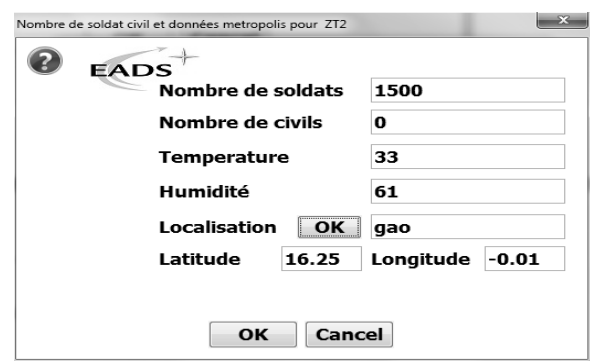 Nombre de soldat civil et données metropolis pour ZT2
x
?
EADS
Nombre de soldats 1500
Nombre de civils 0
Temperature 33
Humidité 61
Localisation OK gao
Latitude 16.25 Longitude -0.01
OK Cancel